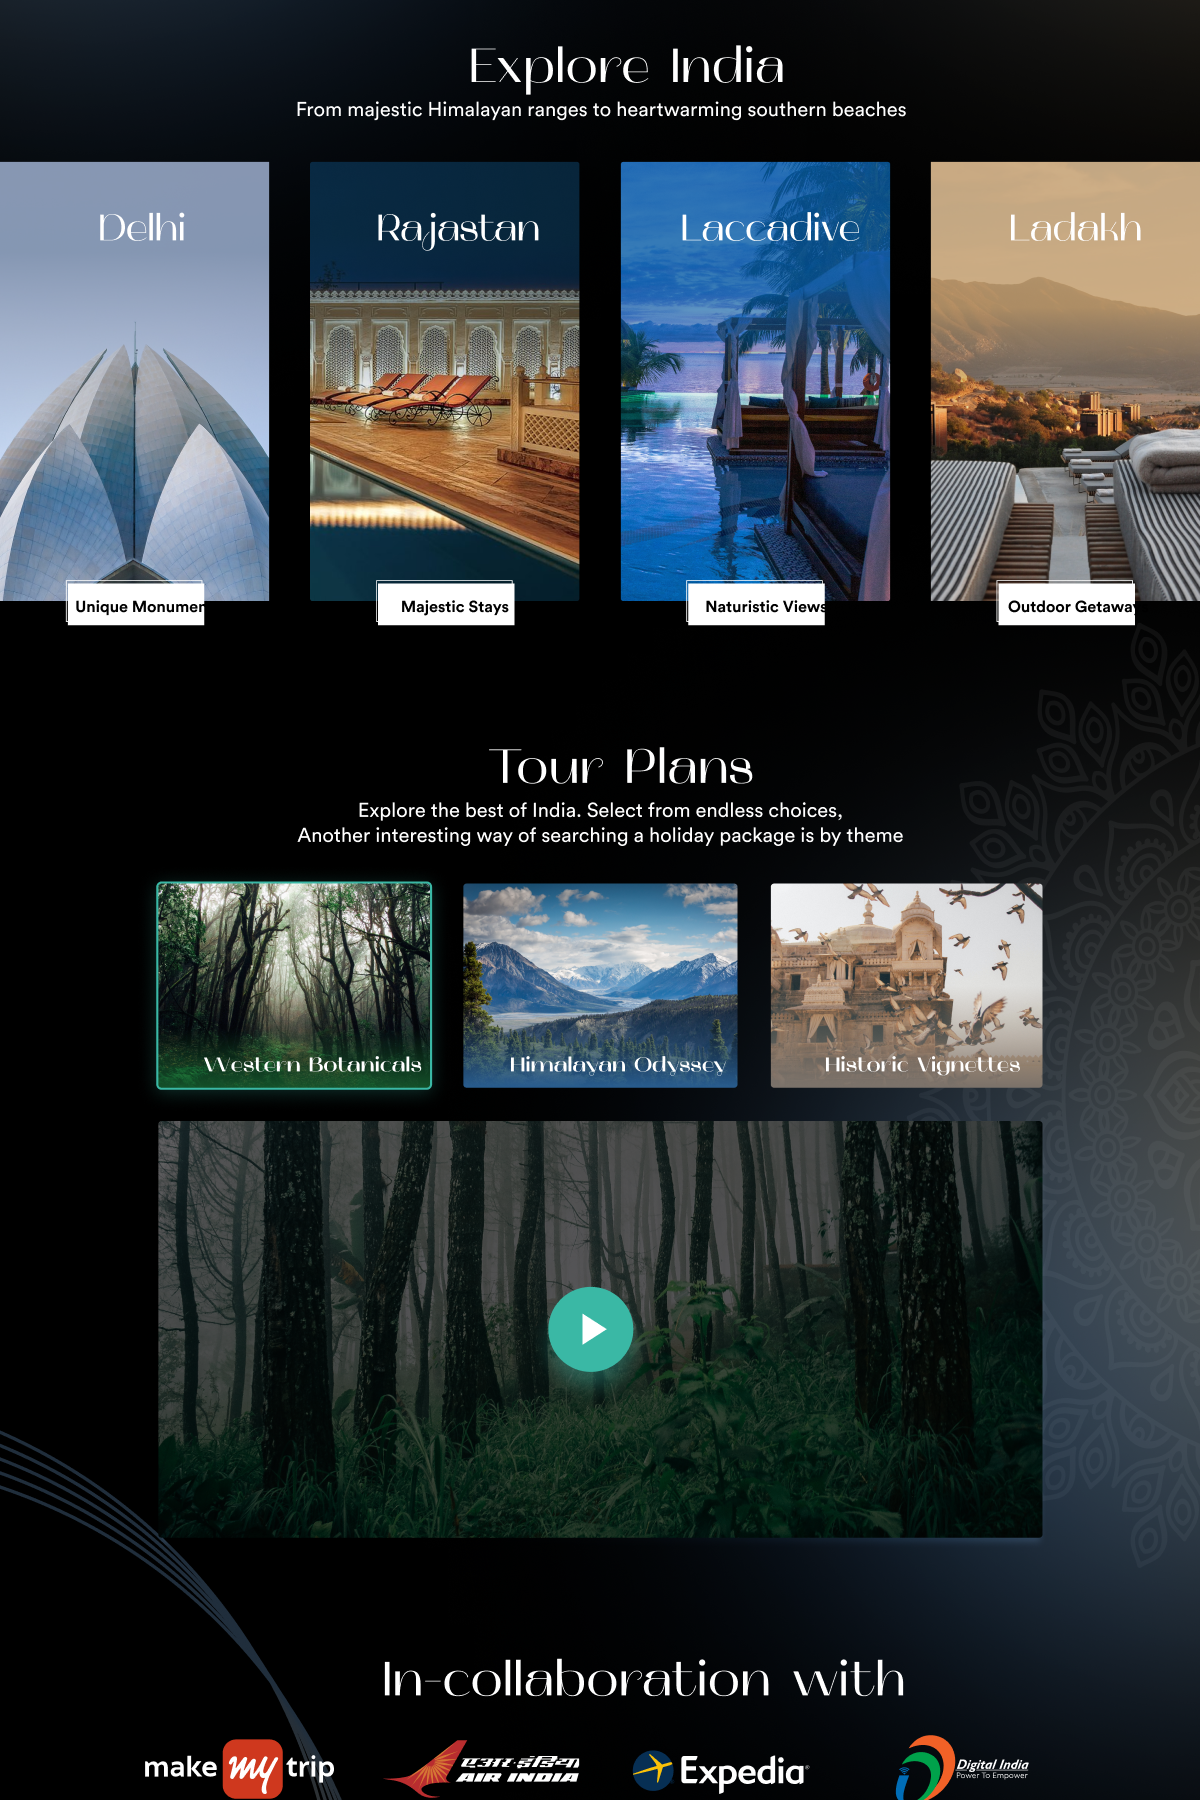 Explore India
From majestic Himalayan ranges to heartwarming southern beaches
Delhi
Rajastan
Laccadive
Ladakh
Unique Monumen
Majestic Stays
Naturistic Views
Outdoor Getaway
Tour Plans
Explore the best of India. Select from endless choices,
Another interesting way of searching a holiday package is by theme
Western Botanicals
Himalayan Odyssey
Historic Vignettes
In-collaboration with
make my trip
एअर इंडिया
AIR INDIA
Expedia
Digital India
Power To Empower